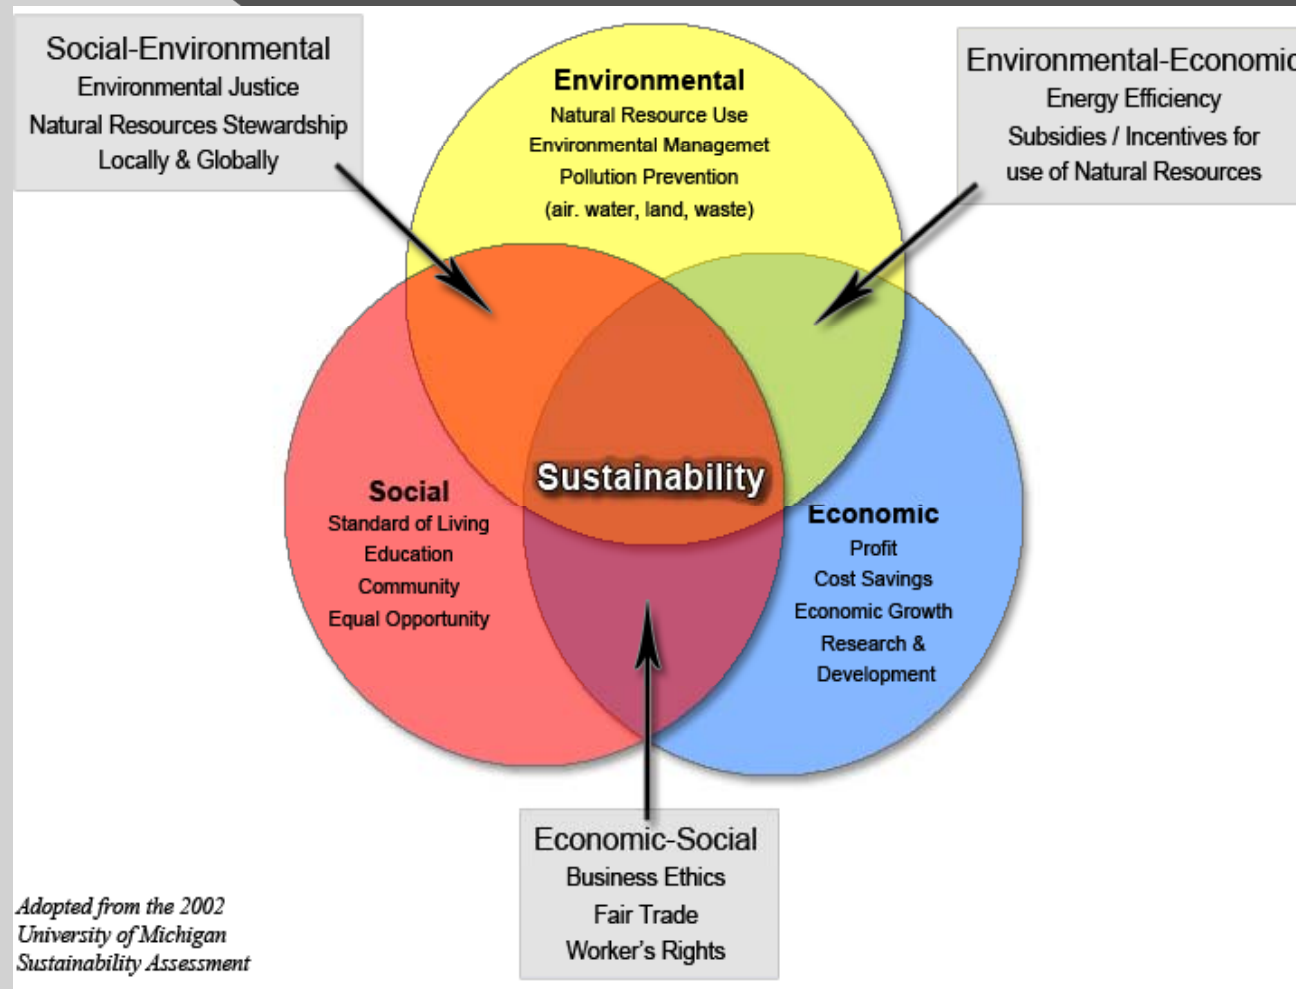 Social-Environmental
Environmental Justice
Natural Resources Stewardship
Locally & Globally
Environmental
Natural Resource Use
Environmental Managemet
Pollution Prevention
(air. water, land, waste)
Environmental-Economic
Energy Efficiency
Subsidies / Incentives for
use of Natural Resources
Sustainability
Social
Standard of Living
Education
Community
Equal Opportunity
Economic
Profit
Cost Savings
Economic Growth
Research &
Development
Economic-Social
Business Ethics
Fair Trade
Worker's Rights
Adopted from the 2002
University of Michigan
Sustainability Assessment